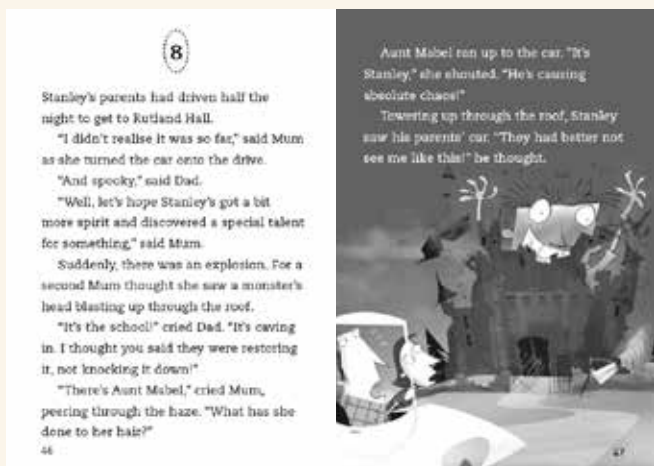 8
Stanley's parents had driven half the
night to get to Rutland Hall.
"I didn't realise it was so far," said Mum
as she turned the car onto the drive.
"And spooky," said Dad.
"Well, let's hope Stanley's got a bit
more spirit and discovered a special talent
for something," said Mum.
Suddenly, there was an explosion. For a
second Mum thought she saw a monster's
head blasting up through the roof.
"It's the school!" cried Dad. "It's caving
in. I thought you said they were restoring
it, not knocking it down!"
"There's Aunt Mabel," cried Mum,
peering through the haze. "What has she
done to her hair?"
46
Aunt Mabel ran up to the car. "It's
Stanley," she shouted. "He's causing
absolute chaos!"
Towering up through the roof, Stanley
saw his parents' car. "They had better not
see me like this!" he thought.
47